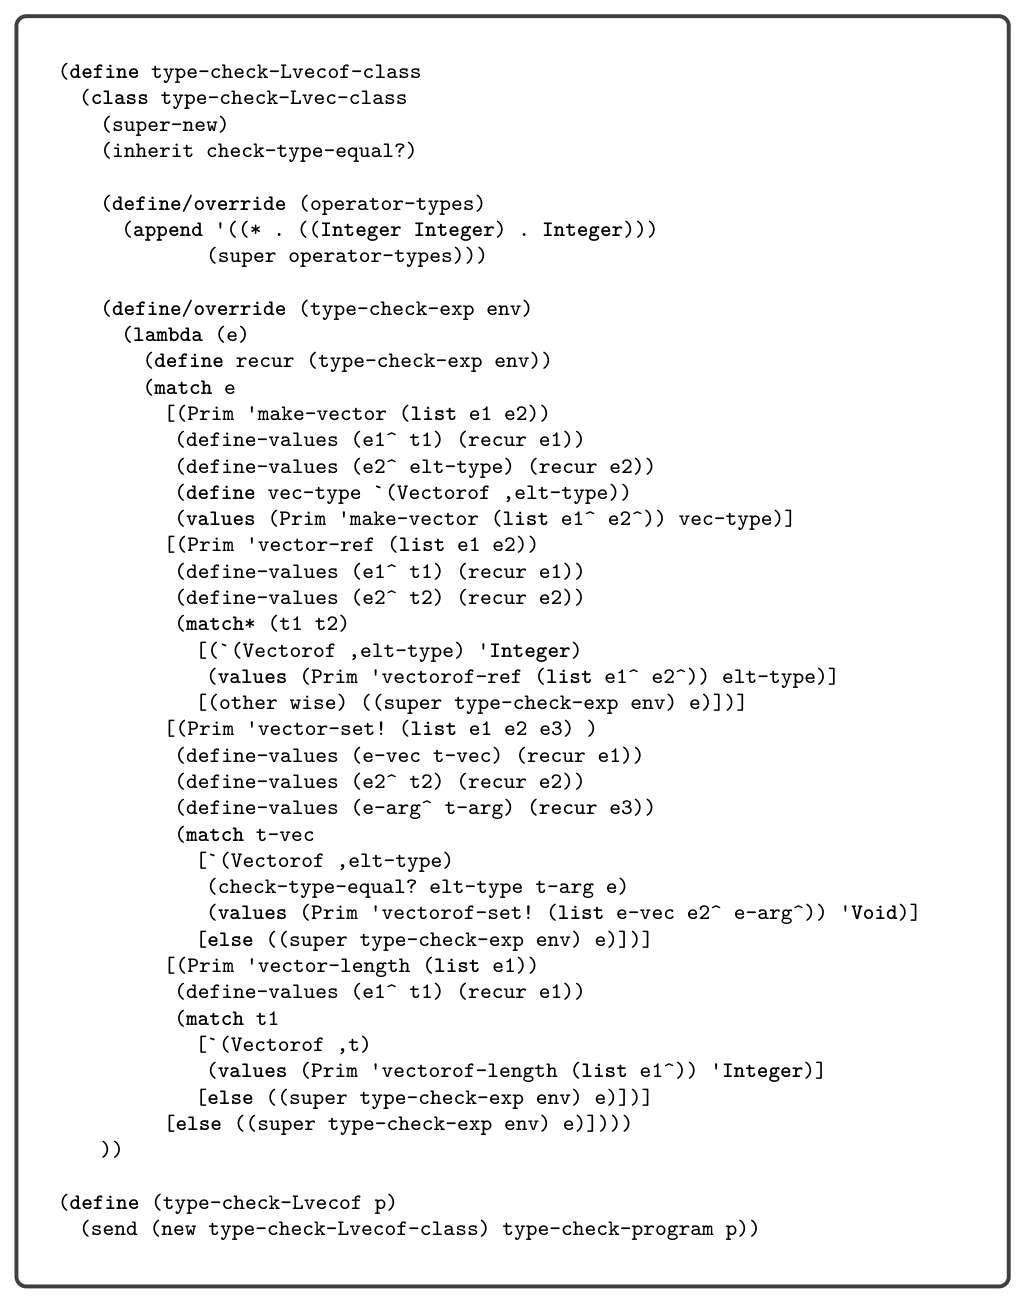 (define type-check-Lvecof-class
  (class type-check-Lvec-class
    (super-new)
    (inherit check-type-equal?)

    (define/override (operator-types)
      (append '((* . ((Integer Integer) . Integer)))
              (super operator-types)))

    (define/override (type-check-exp env)
      (lambda (e)
        (define recur (type-check-exp env))
        (match e
          [(Prim 'make-vector (list e1 e2))
           (define-values (e1^ t1) (recur e1))
           (define-values (e2^ elt-type) (recur e2))
           (define vec-type `(Vectorof ,elt-type))
           (values (Prim 'make-vector (list e1^ e2^)) vec-type)]
          [(Prim 'vector-ref (list e1 e2))
           (define-values (e1^ t1) (recur e1))
           (define-values (e2^ t2) (recur e2))
           (match* (t1 t2)
             [(`(Vectorof ,elt-type) 'Integer)
              (values (Prim 'vectorof-ref (list e1^ e2^)) elt-type)]
             [(other wise) ((super type-check-exp env) e)])]
          [(Prim 'vector-set! (list e1 e2 e3) )
           (define-values (e-vec t-vec) (recur e1))
           (define-values (e2^ t2) (recur e2))
           (define-values (e-arg^ t-arg) (recur e3))
           (match t-vec
             [`(Vectorof ,elt-type)
              (check-type-equal? elt-type t-arg e)
              (values (Prim 'vectorof-set! (list e-vec e2^ e-arg^)) 'Void)]
             [else ((super type-check-exp env) e)])]
          [(Prim 'vector-length (list e1))
           (define-values (e1^ t1) (recur e1))
           (match t1
             [`(Vectorof ,t)
              (values (Prim 'vectorof-length (list e1^)) 'Integer)]
             [else ((super type-check-exp env) e)])]
          [else ((super type-check-exp env) e)])))
    ))

(define (type-check-Lvecof p)
  (send (new type-check-Lvecof-class) type-check-program p))